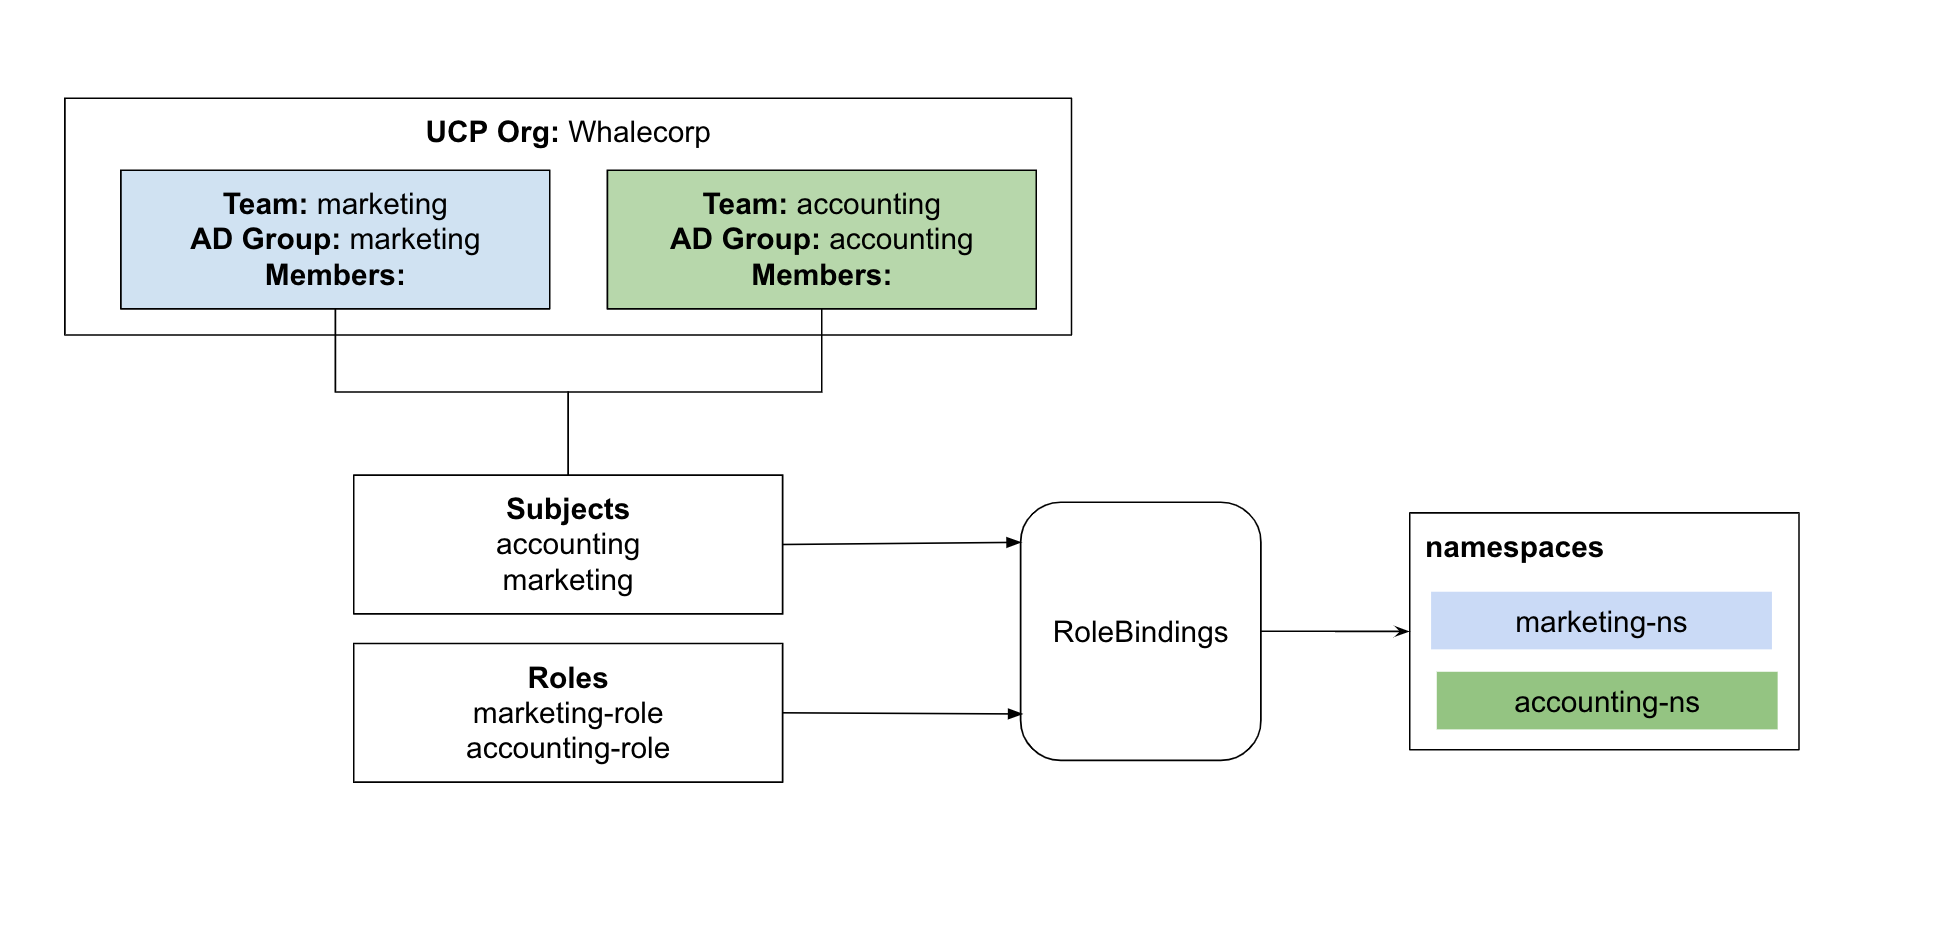 UCP Org: Whalecorp
Team: marketing
AD Group: marketing
Members:
Team: accounting
AD Group: accounting
Members:
Subjects
accounting
marketing
Roles
marketing-role
accounting-role
RoleBindings
namespaces
marketing-ns
accounting-ns